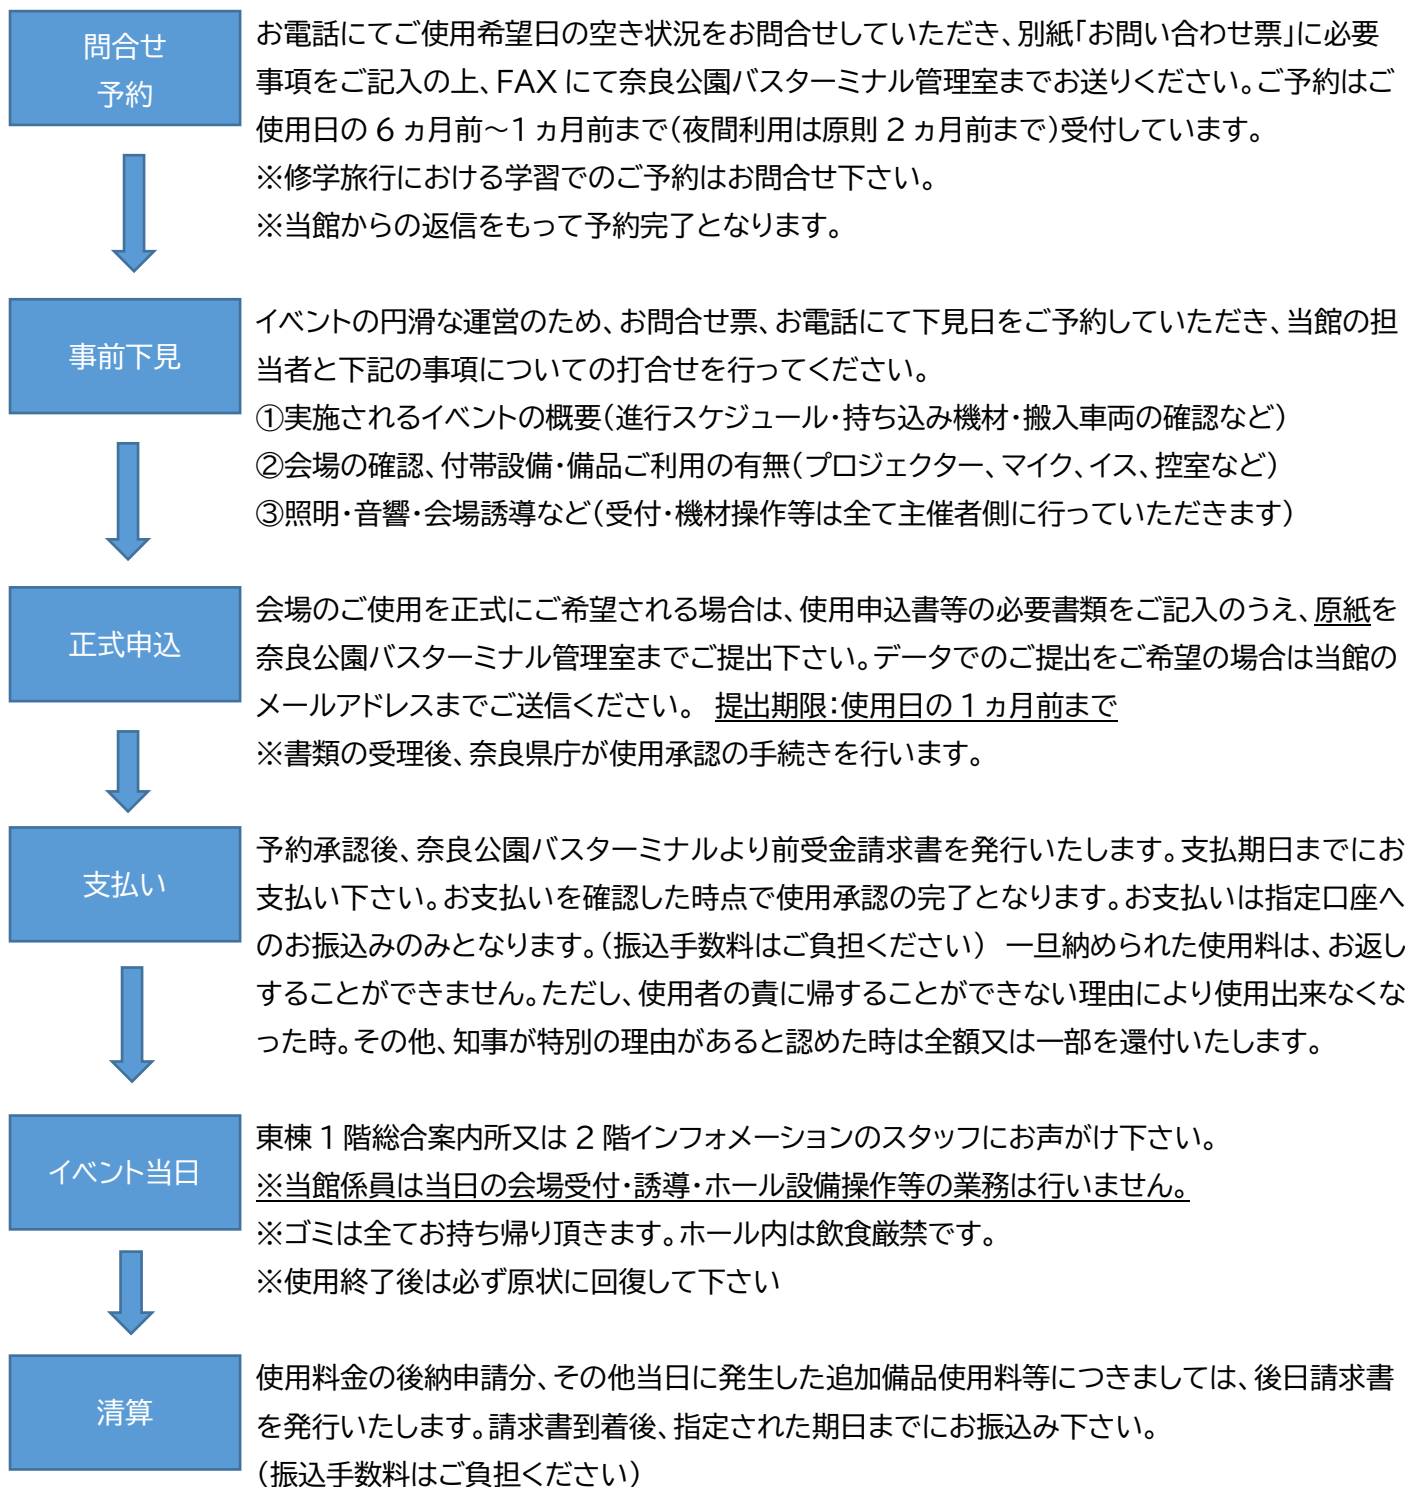 問合せ
予約
お電話にてご使用希望日の空き状況をお問合せしていただき、別紙「お問い合わせ票」に必要
事項をご記入の上、FAX にて奈良公園バスターミナル管理室までお送りください。ご予約はご
使用日の 6 ヵ月前～1 ヵ月前まで（夜間利用は原則 2 ヵ月前まで）受付しています。
※修学旅行における学習でのご予約はお問合せ下さい。
※当館からの返信をもって予約完了となります。
事前下見
イベントの円滑な運営のため、お問合せ票、お電話にて下見日をご予約していただき、当館の担
当者と下記の事項についての打合せを行ってください。
①実施されるイベントの概要（進行スケジュール・持ち込み機材・搬入車両の確認など）
②会場の確認、付帯設備・備品ご利用の有無（プロジェクター、マイク、イス、控室など）
③照明・音響・会場誘導など（受付・機材操作等は全て主催者側に行っていただきます）
正式申込
会場のご使用を正式にご希望される場合は、使用申込書等の必要書類をご記入のうえ、原紙を
奈良公園バスターミナル管理室までご提出下さい。データでのご提出をご希望の場合は当館の
メールアドレスまでご送信ください。 提出期限：使用日の 1 ヵ月前まで
※書類の受理後、奈良県庁が使用承認の手続きを行います。
支払い
予約承認後、奈良公園バスターミナルより前受金請求書を発行いたします。支払期日までにお
支払い下さい。お支払いを確認した時点で使用承認の完了となります。お支払いは指定口座へ
のお振込みのみとなります。（振込手数料はご負担ください） 一旦納められた使用料は、お返し
することができません。ただし、使用者の責に帰することができない理由により使用出来なくな
った時。その他、知事が特別の理由があると認めた時は全額又は一部を還付いたします。
イベント当日
東棟 1 階総合案内所又は 2 階インフォメーションのスタッフにお声がけ下さい。
※当館係員は当日の会場受付・誘導・ホール設備操作等の業務は行いません。
※ゴミは全てお持ち帰り頂きます。ホール内は飲食厳禁です。
※使用終了後は必ず原状に回復して下さい
清算
使用料金の後納申請分、その他当日に発生した追加備品使用料等につきましては、後日請求書
を発行いたします。請求書到着後、指定された期日までにお振込み下さい。
（振込手数料はご負担ください）